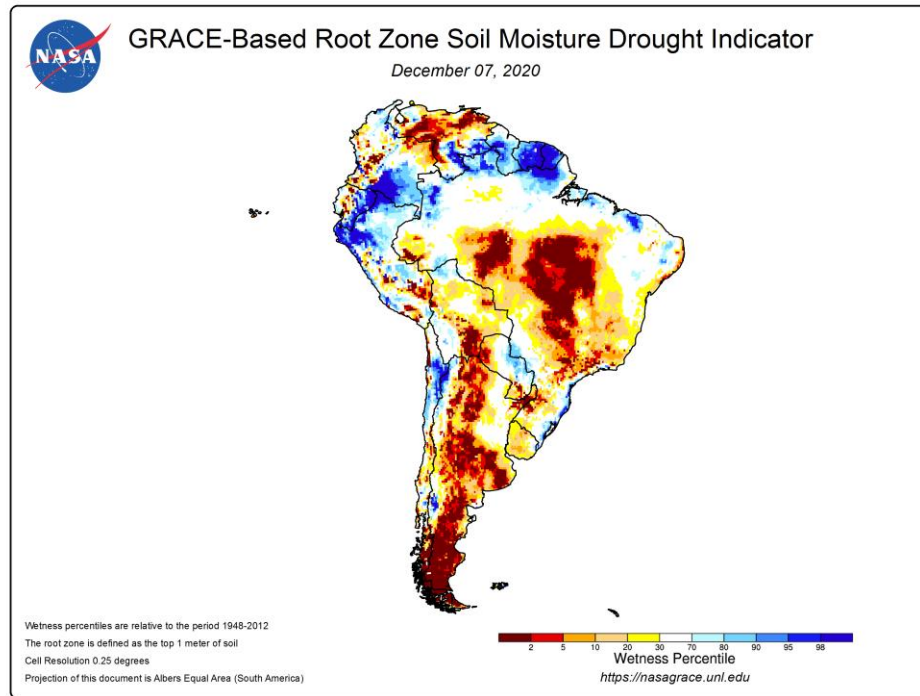 NASA
GRACE-Based Root Zone Soil Moisture Drought Indicator
December 07, 2020
Wetness percentiles are relative to the period 1948-2012
The root zone is defined as the top 1 meter of soil
Cell Resolution 0.25 degrees
Projection of this document is Albers Equal Area (South America)
2 5 10 20 30 70 80 90 95 98
Wetness Percentile
https://nasagrace.unl.edu